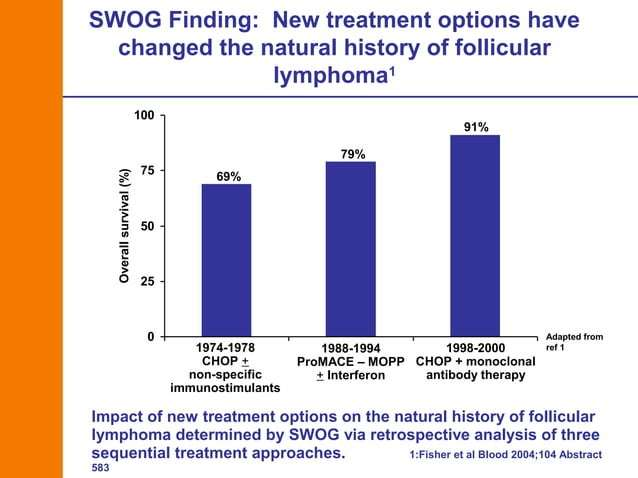 SWOG Finding:  New treatment options have
changed the natural history of follicular
lymphoma1
100
75
50
25
0
Overall survival (%)
69%
79%
91%
1974-1978
CHOP +
non-specific
immunostimulants
1988-1994
ProMACE – MOPP
+ Interferon
1998-2000
CHOP + monoclonal
antibody therapy
Adapted from
ref 1
Impact of new treatment options on the natural history of follicular
lymphoma determined by SWOG via retrospective analysis of three
sequential treatment approaches. 1:Fisher et al Blood 2004;104 Abstract
583